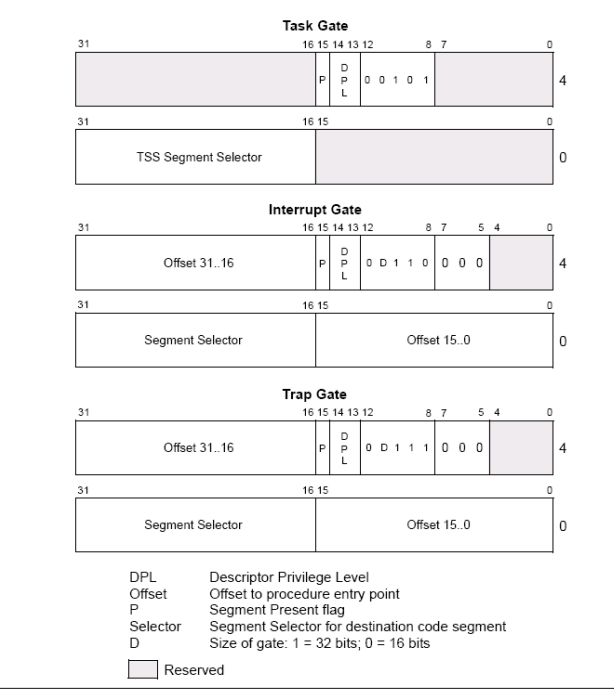 Task Gate
31 16 15 14 13 12 8 7 0
P D P L 0 0 1 0 1 4
31 16 15 0
TSS Segment Selector 0
Interrupt Gate
31 16 15 14 13 12 8 7 5 4 0
Offset 31..16 P D P L 0 D 1 1 0 0 0 0 4
31 16 15 0
Segment Selector Offset 15..0 0
Trap Gate
31 16 15 14 13 12 8 7 5 4 0
Offset 31..16 P D P L 0 D 1 1 1 0 0 0 4
31 16 15 0
Segment Selector Offset 15..0 0
DPL Descriptor Privilege Level
Offset Offset to procedure entry point
P Segment Present flag
Selector Segment Selector for destination code segment
D Size of gate: 1 = 32 bits; 0 = 16 bits
Reserved